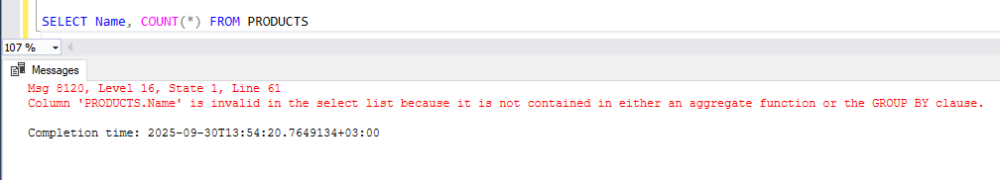 SELECT Name, COUNT(*) FROM PRODUCTS
107 %
Messages
Msg 8120, Level 16, State 1, Line 61
Column 'PRODUCTS.Name' is invalid in the select list because it is not contained in either an aggregate function or the GROUP BY clause.
Completion time: 2025-09-30T13:54:20.7649134+03:00